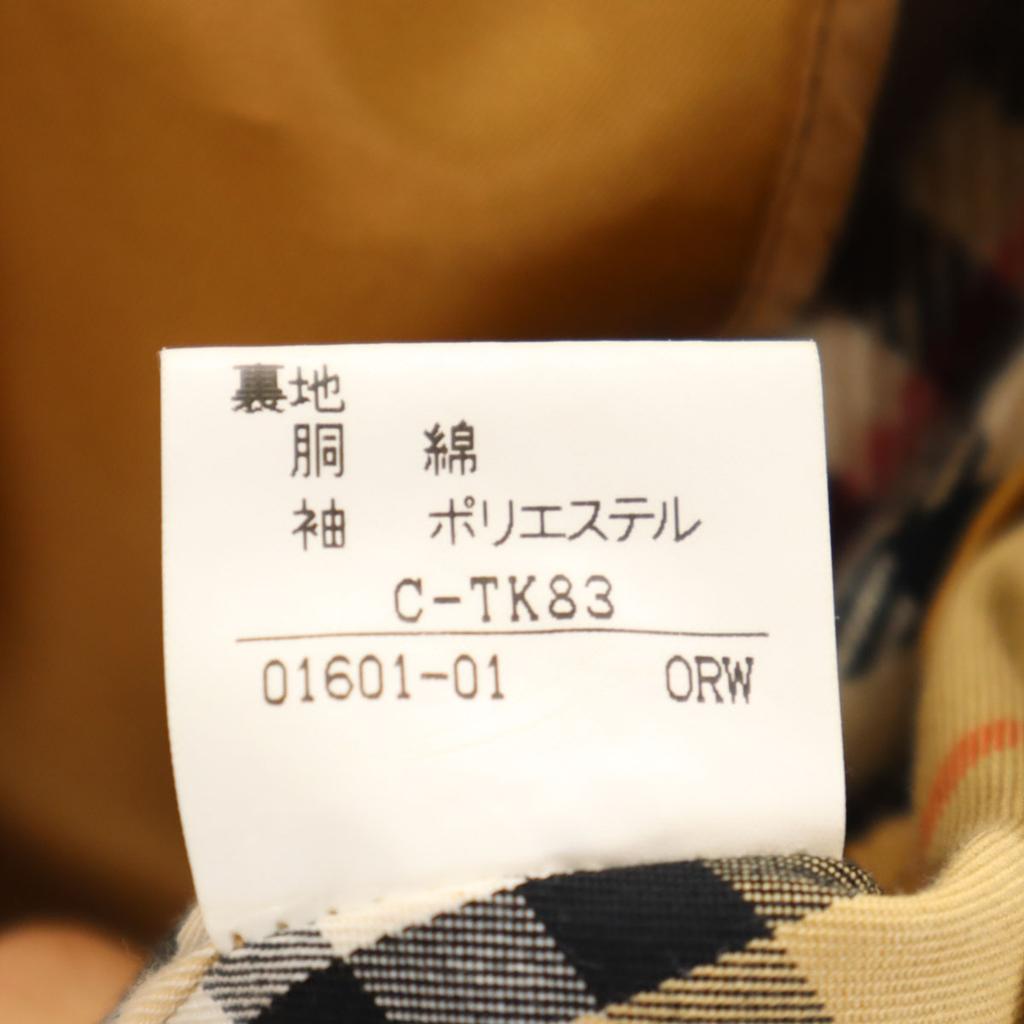 裏地
胴 綿
袖 ポリエステル
C-TK83
01601-01 ORW